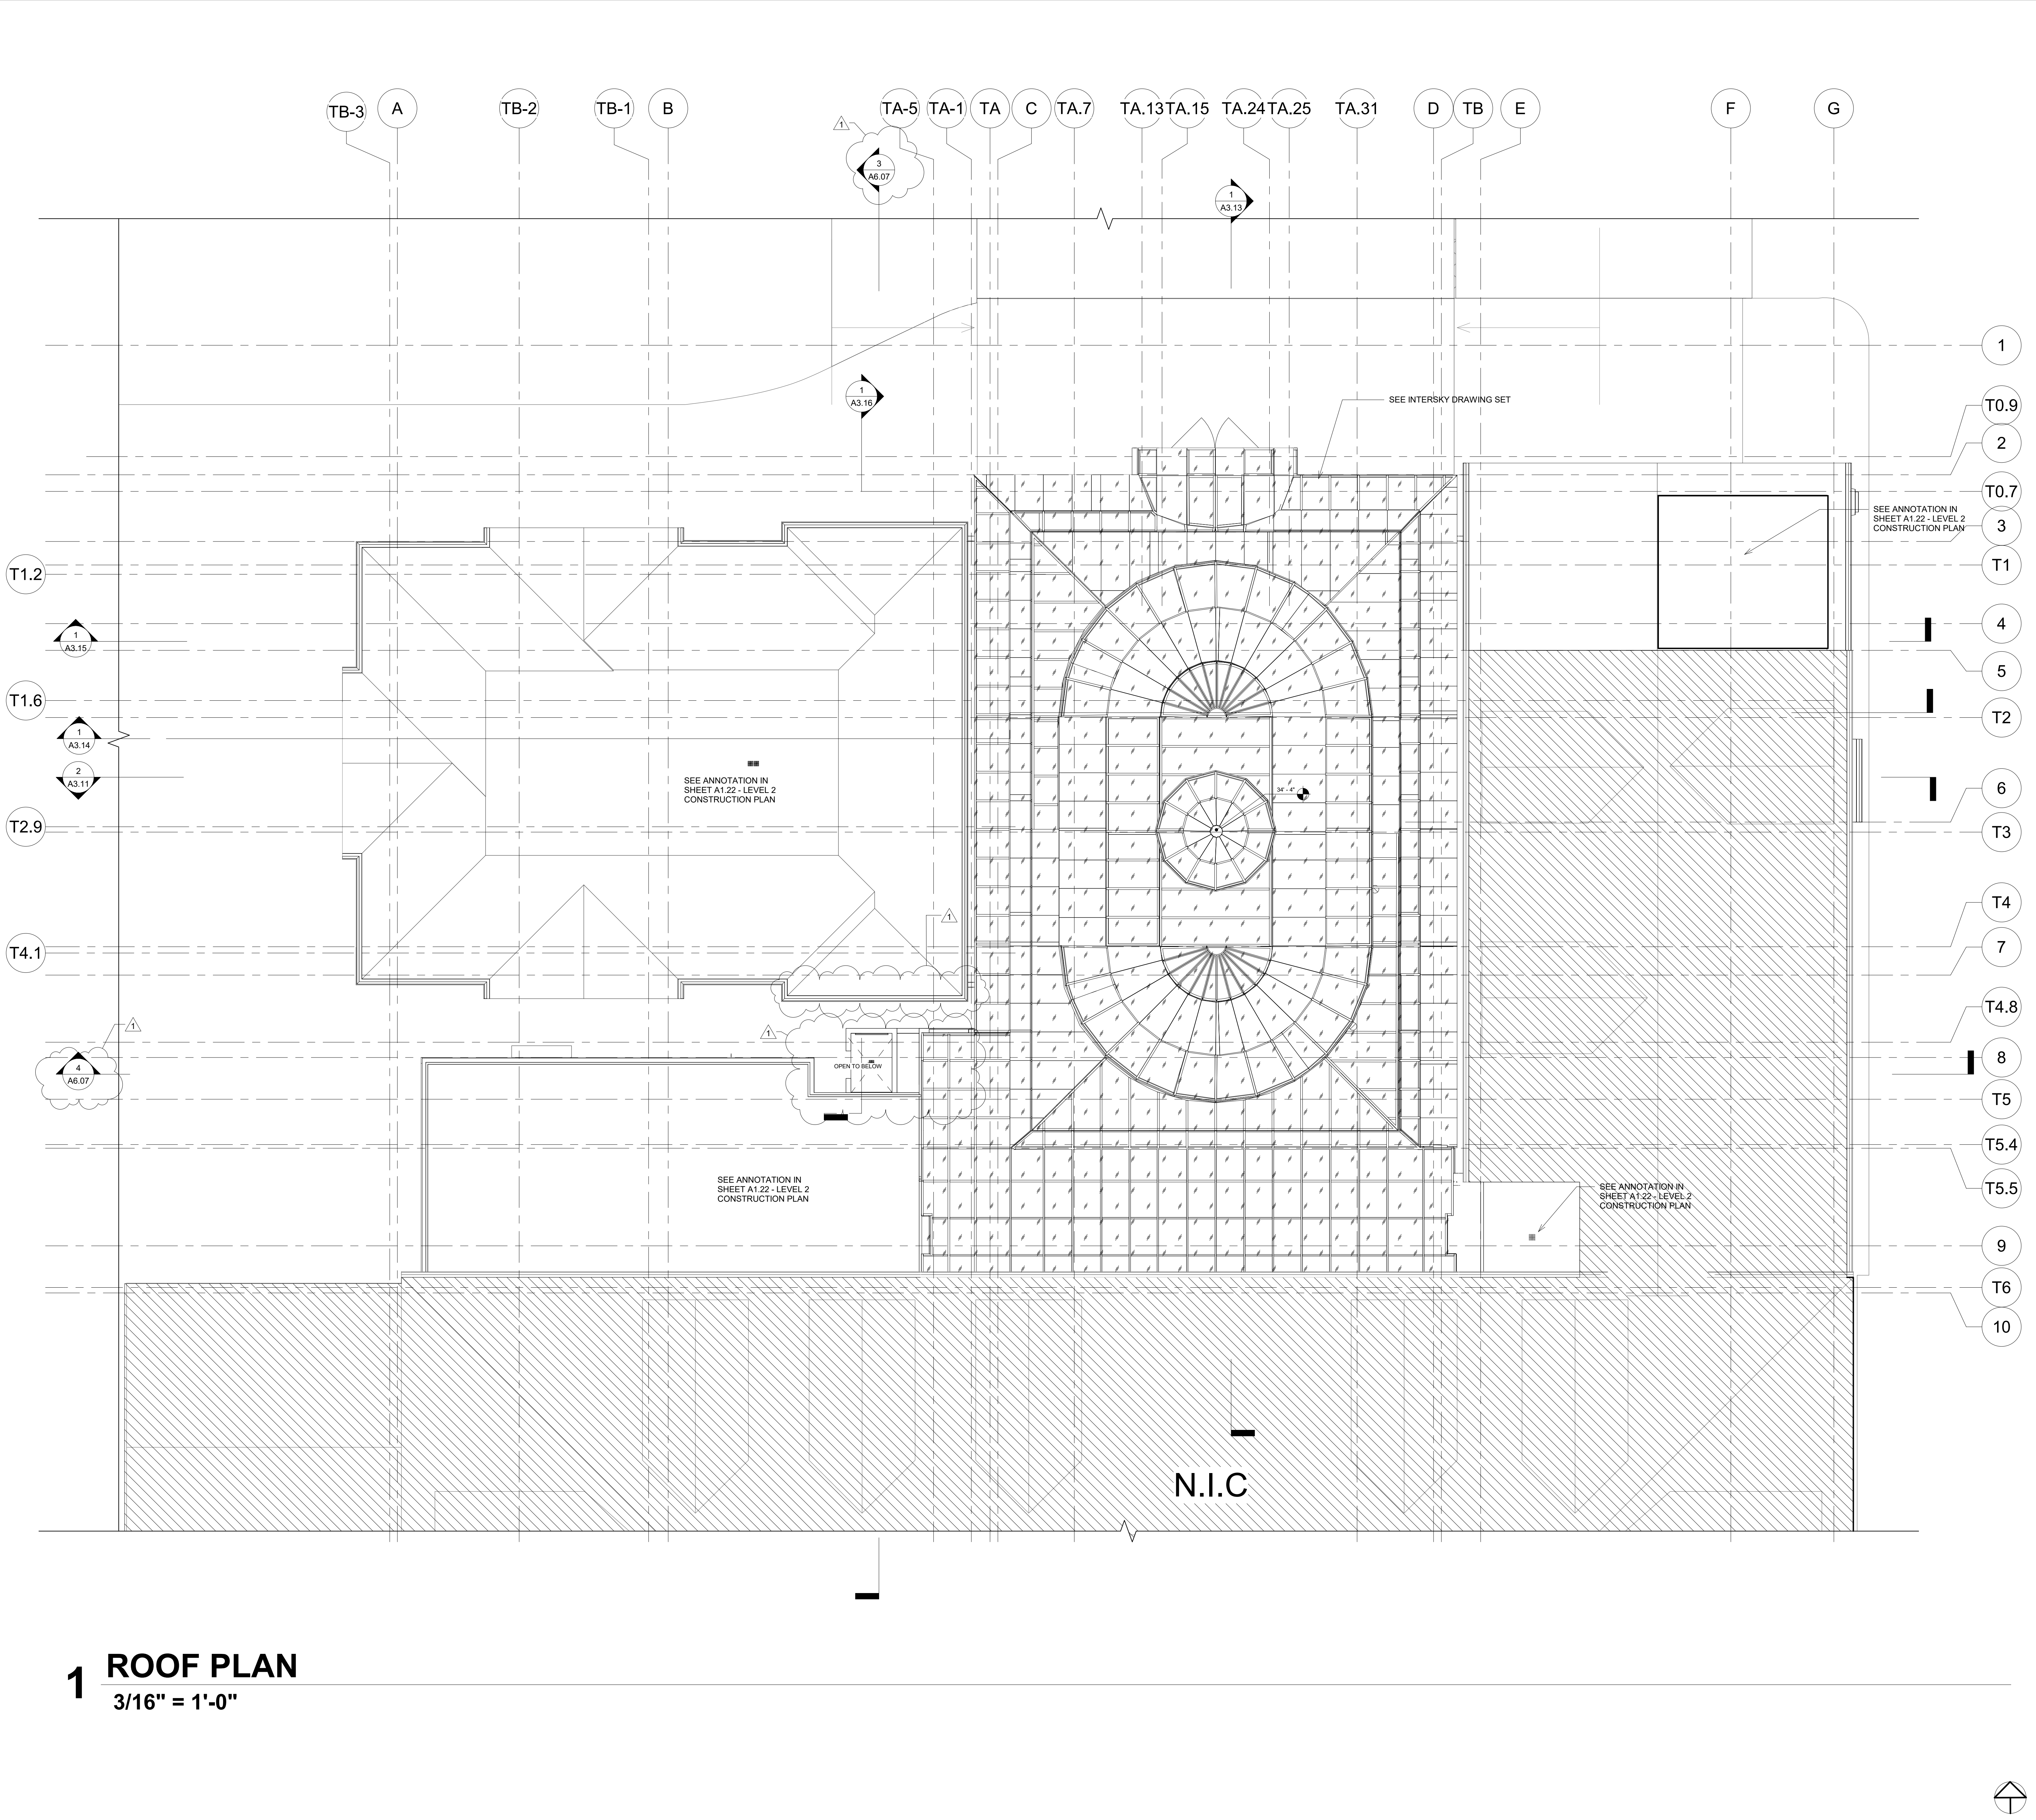 TB-3 A TB-2 TB-1 B TA-5 TA-1 TA C TA.7 TA.13 TA.15 TA.24 TA.25 TA.31 D TB E F G
1
3
A6.07
1
A3.13
1
1
A3.16
SEE INTERSKY DRAWING SET
T0.9
2
T0.7
SEE ANNOTATION IN
SHEET A1.22 - LEVEL 2
CONSTRUCTION PLAN
3
T1
T1.2
4
1
A3.15
5
T1.6
T2
1
A3.14
2
A3.11
SEE ANNOTATION IN
SHEET A1.22 - LEVEL 2
CONSTRUCTION PLAN
34' - 4"
6
T2.9
T3
T4
1
7
T4.1
T4.8
1
1
8
4
A6.07
OPEN TO BELOW
T5
T5.4
SEE ANNOTATION IN
SHEET A1.22 - LEVEL 2
CONSTRUCTION PLAN
SEE ANNOTATION IN
SHEET A1.22 - LEVEL 2
CONSTRUCTION PLAN
T5.5
9
T6
10
N.I.C
1 ROOF PLAN
3/16" = 1'-0"